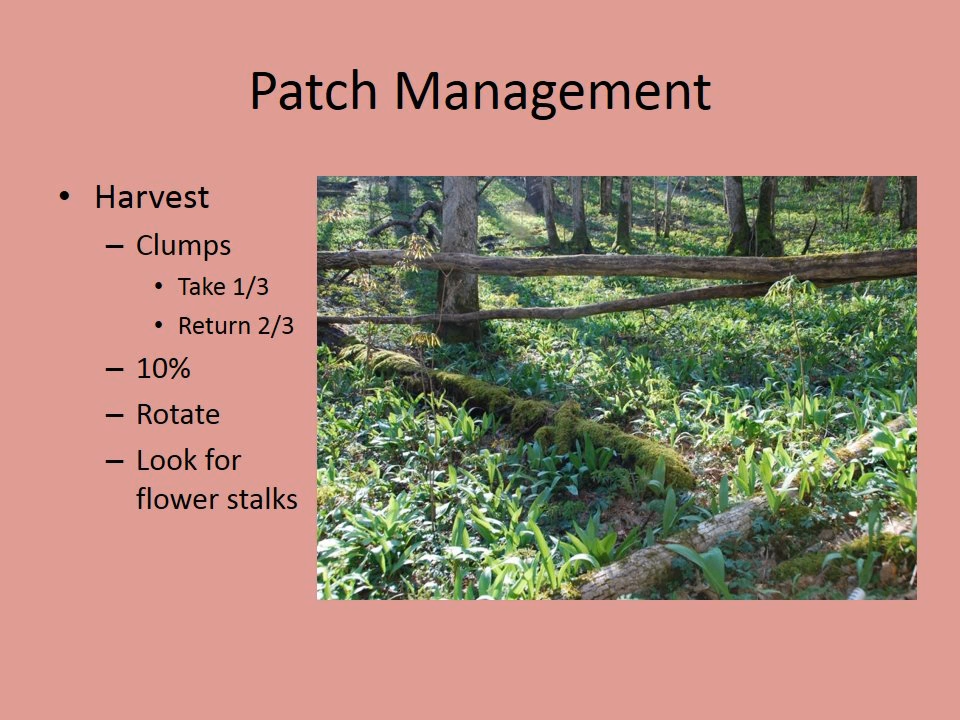 Patch Management
• Harvest
– Clumps
• Take 1/3
• Return 2/3
– 10%
– Rotate
– Look for
flower stalks